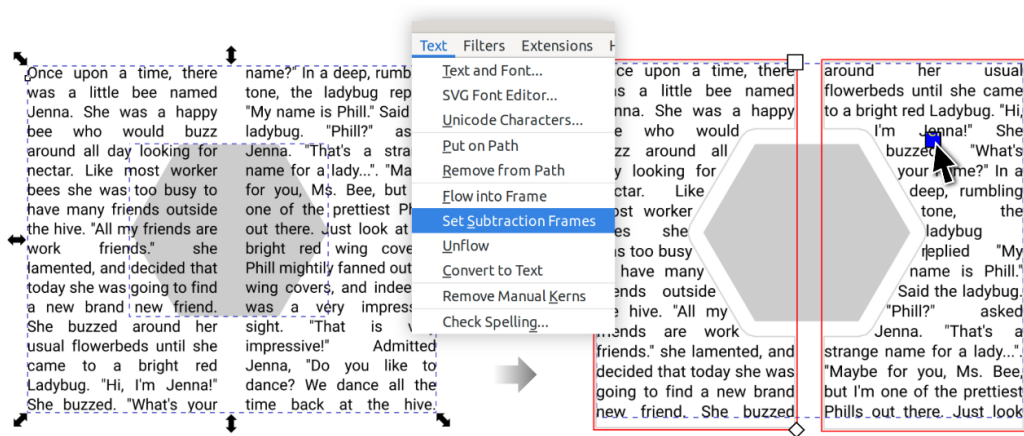 Once upon a time, there
was a little bee named
Jenna. She was a happy
bee who would buzz
around all day looking for
nectar. Like most worker
bees she was too busy to
have many friends outside
the hive. "All my friends are
work friends." she
lamented, and decided that
today she was going to find
a new brand new friend.
She buzzed around her
usual flowerbeds until she
came to a bright red
Ladybug. "Hi, I'm Jenna!"
She buzzed. "What's your
name?" In a deep, rumb
tone, the ladybug rep
"My name is Phill." Said
ladybug. "Phill?" as
Jenna. "That's a stra
name for a lady...". "Ma
for you, Ms. Bee, but
one of the prettiest Ph
out there. Just look at
bright red wing cove
Phill mightily fanned out
wing covers, and indee
was a very impress
sight. "That is v
impressive!" Admitted
Jenna, "Do you like to
dance? We dance all the
time back at the hive.
Text Filters Extensions H
Text and Font...
SVG Font Editor...
Unicode Characters...
Put on Path
Remove from Path
Flow into Frame
Set Subtraction Frames
Unflow
Convert to Text
Remove Manual Kerns
Check Spelling...
ce upon a time, there
s a little bee named
nna. She was a happy
e who would
zz around all
y looking for
ctar. Like
ost worker
es she
s too busy
have many
ends outside
e hive. "All my
friends are work
friends." she lamented, and
decided that today she was
going to find a new brand
new friend. She buzzed
around her usual
flowerbeds until she came
to a bright red Ladybug. "Hi,
I'm Jenna!" She
buzzed. "What's
your name?" In a
deep, rumbling
tone, the
ladybug
replied "My
name is Phill."
Said the ladybug.
"Phill?" asked
Jenna. "That's a
strange name for a lady...".
"Maybe for you, Ms. Bee,
but I'm one of the prettiest
Phills out there. Just look